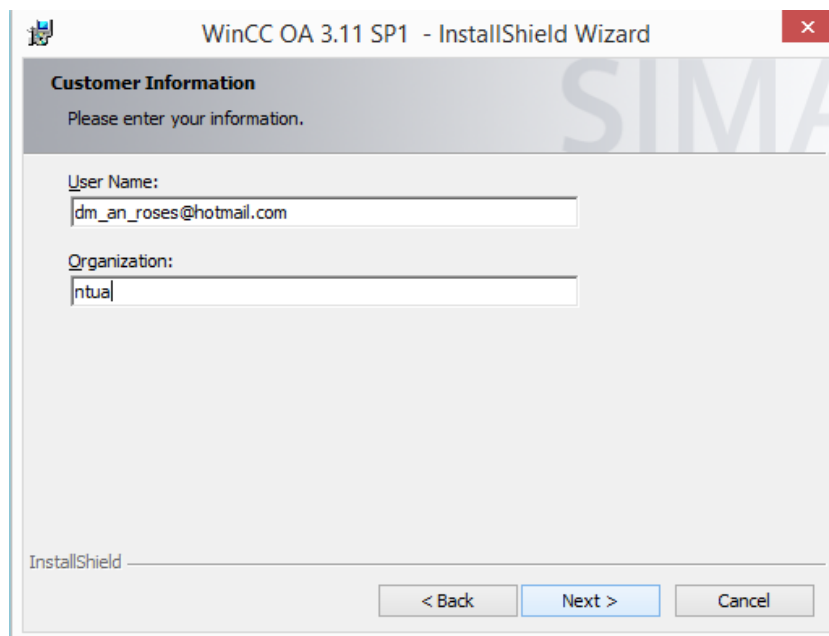 WinCC OA 3.11 SP1 - InstallShield Wizard
Customer Information
SIMA
Please enter your information.
User Name:
dm_an_roses@hotmail.com
Organization:
ntua
InstallShield
< Back Next > Cancel